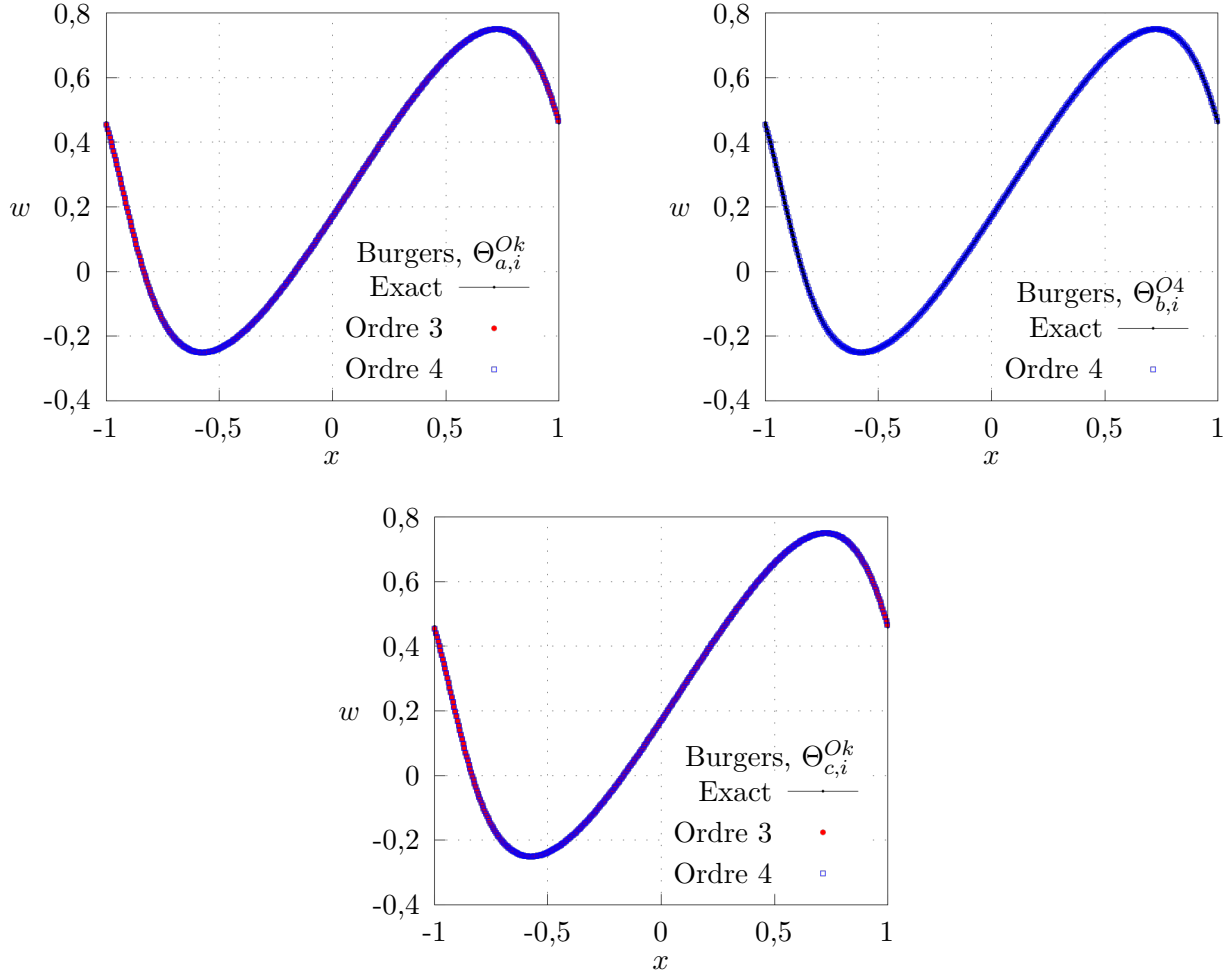 0,8
0,6
0,4
0,2
0
-0,2
-0,4
w
-1
-0,5
0
0,5
1
x
Burgers, Θ_{a,i}^{Ok}
Exact
Ordre 3
Ordre 4
0,8
0,6
0,4
0,2
0
-0,2
-0,4
w
-1
-0,5
0
0,5
1
x
Burgers, Θ_{b,i}^{O4}
Exact
Ordre 4
0,8
0,6
0,4
0,2
0
-0,2
-0,4
w
-1
-0,5
0
0,5
1
x
Burgers, Θ_{c,i}^{Ok}
Exact
Ordre 3
Ordre 4